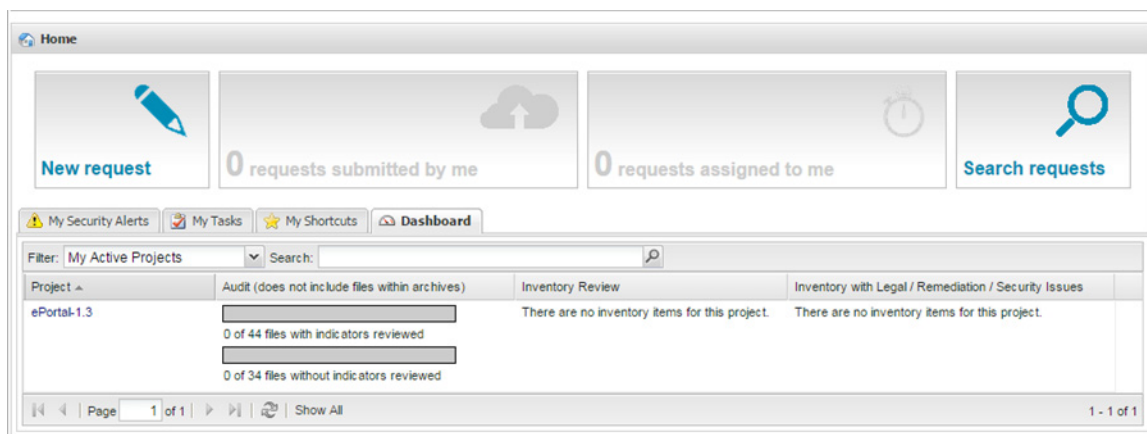 Home
New request
0 requests submitted by me
0 requests assigned to me
Search requests
My Security Alerts My Tasks My Shortcuts Dashboard
Filter: My Active Projects Search:
Project Audit (does not include files within archives) Inventory Review Inventory with Legal / Remediation / Security Issues
ePortal-1.3 There are no inventory items for this project. There are no inventory items for this project.
0 of 44 files with indicators reviewed
0 of 34 files without indicators reviewed
Page 1 of 1 Show All 1 - 1 of 1